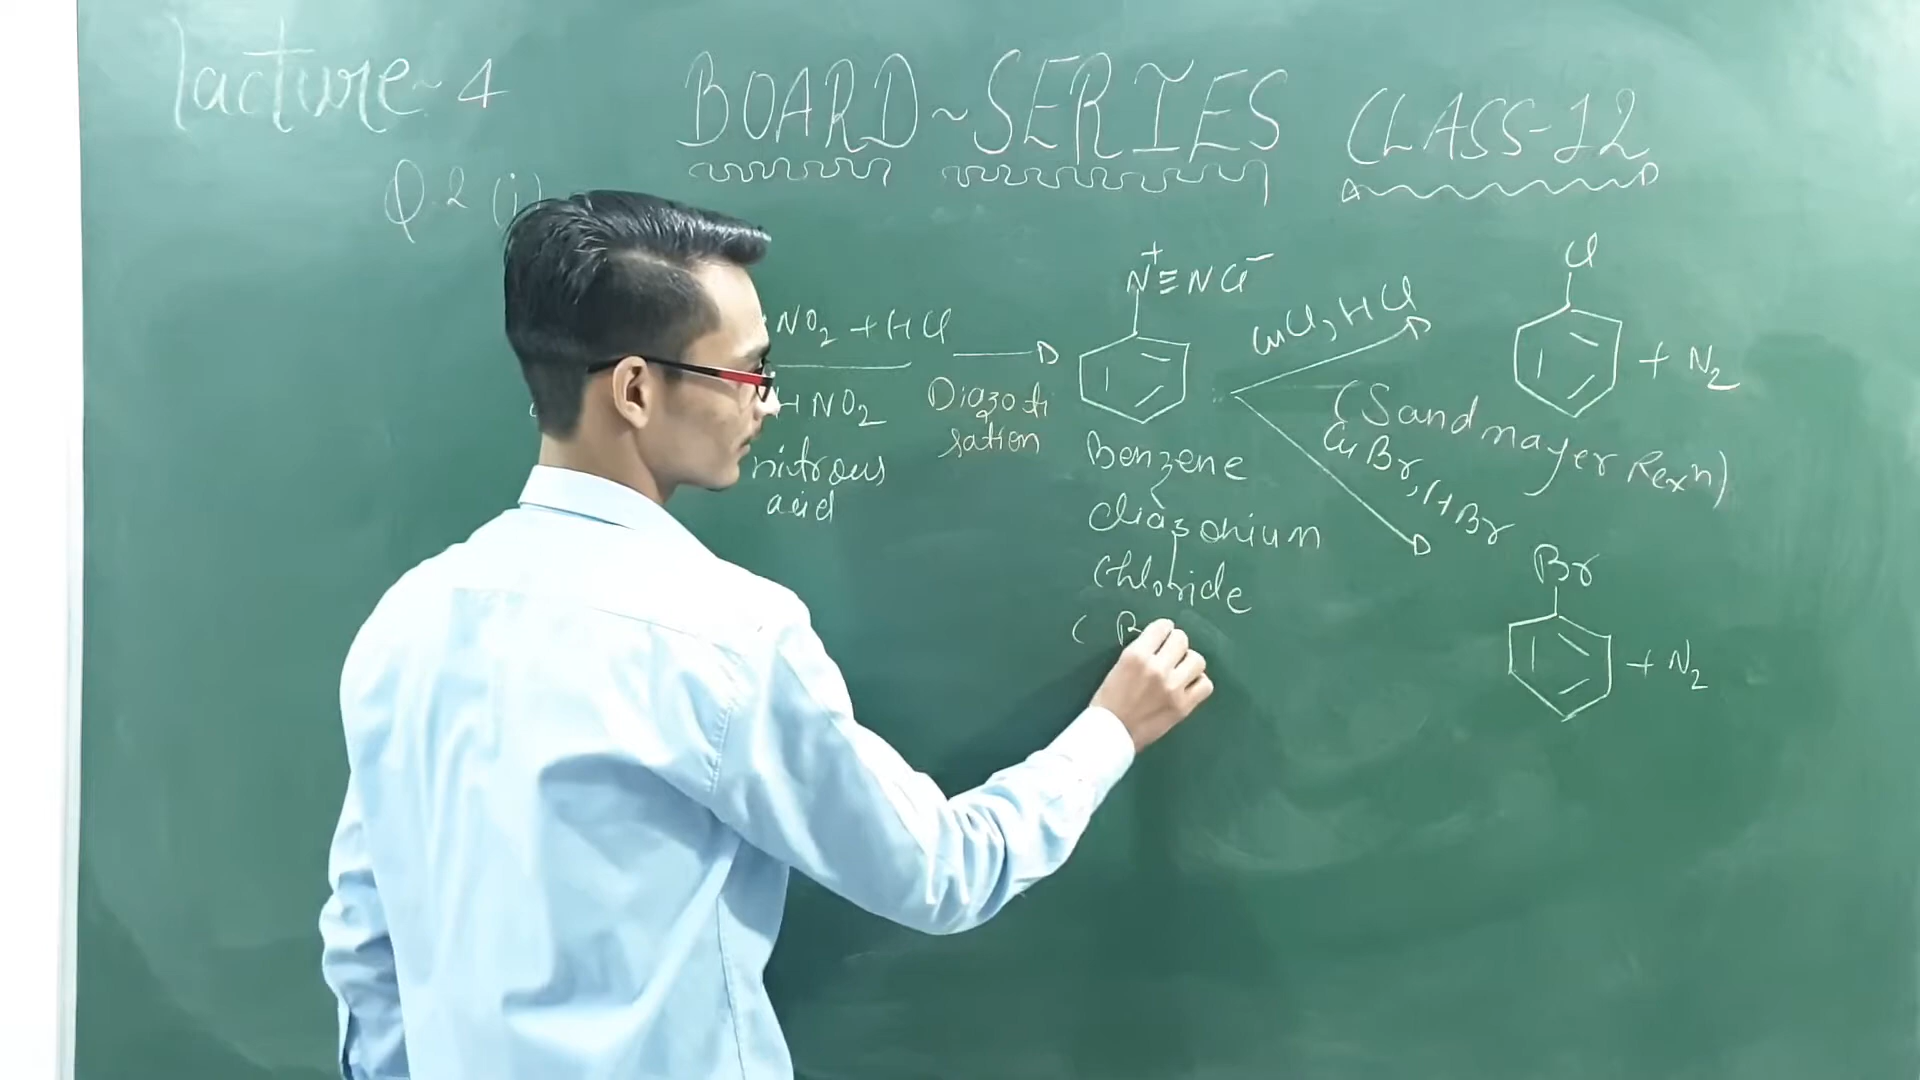 Lacture~4
BOARD~SERIES CLASS-12
Q.2 (i)
NO2 + HCl
HNO2
nitrous
acid
Diazoti
sation
N+≡NCl-
Benzene
diazonium
Chloride
( B
CuCl, HCl
(Sandmayer Rexn)
Cl
+ N2
CuBr, HBr
Br
+ N2